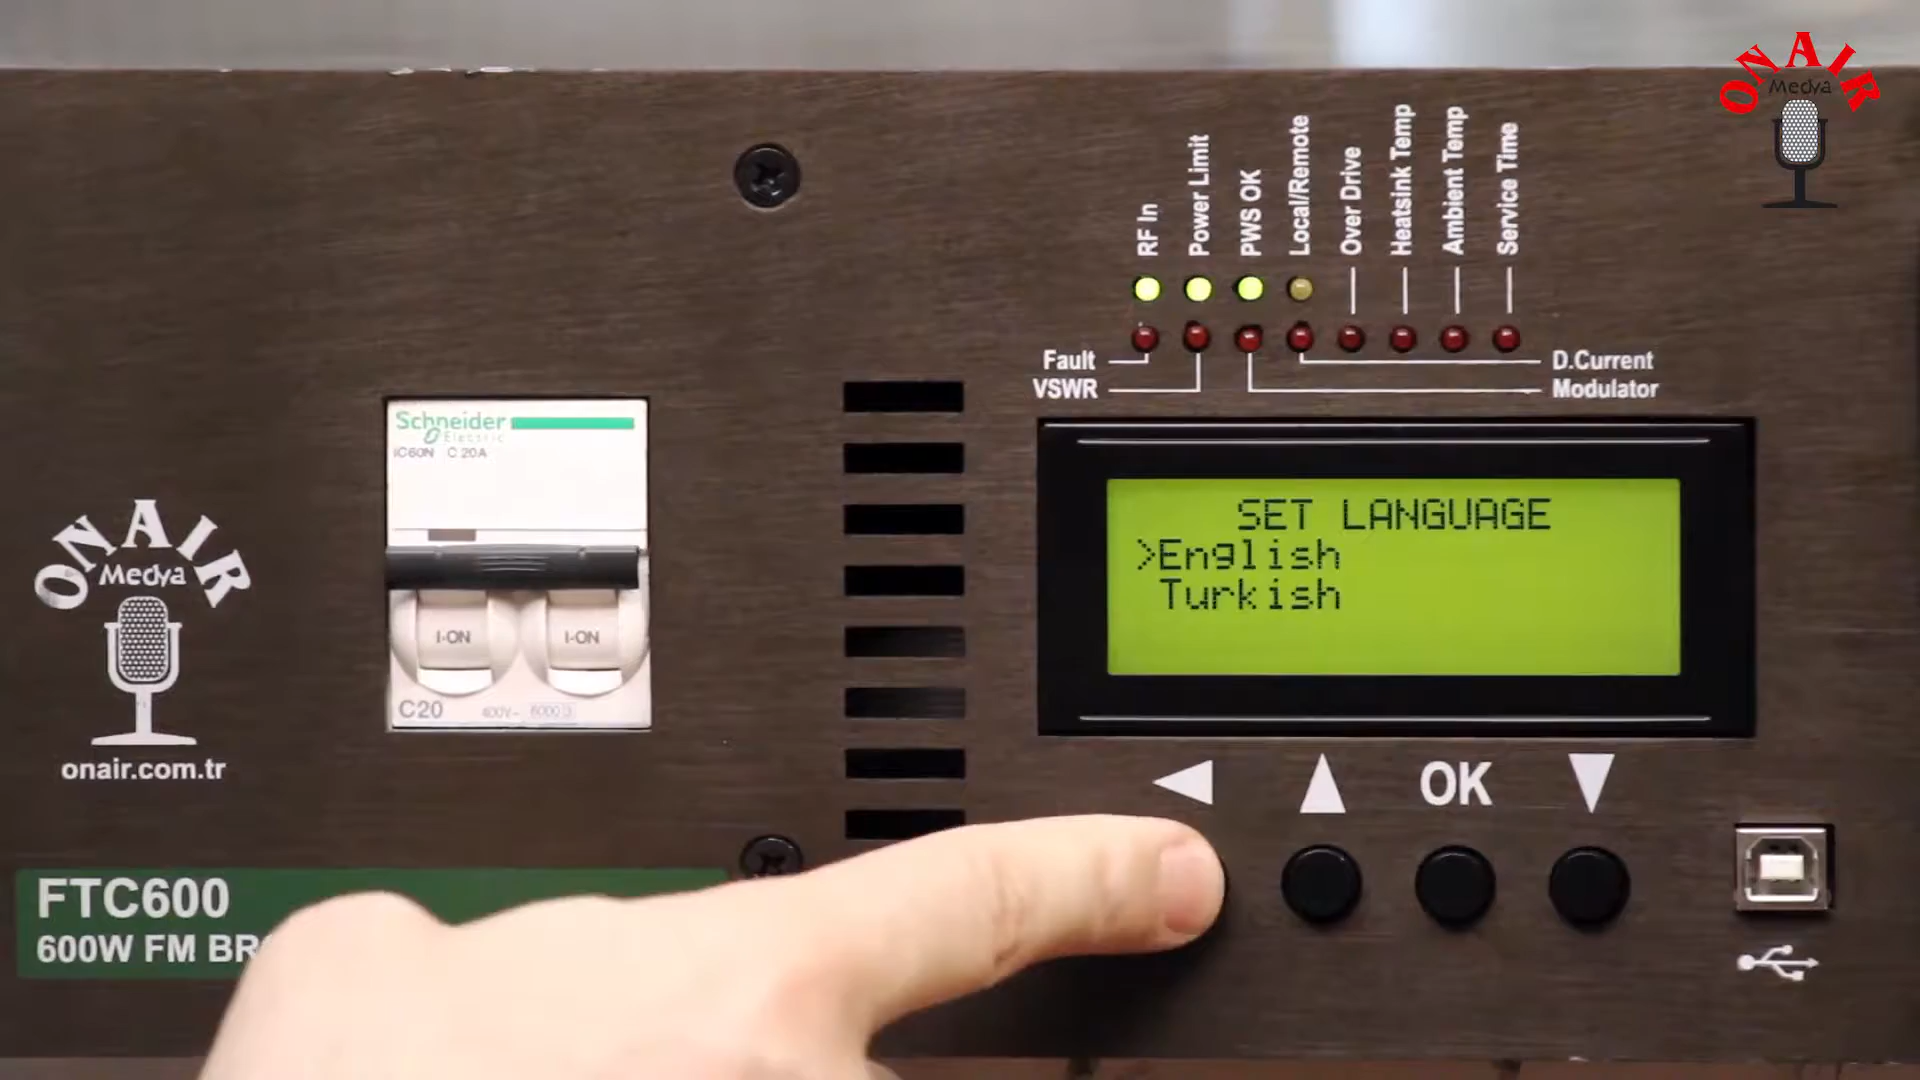 ONAIR
Medya
RF In
Power Limit
PWS OK
Local/Remote
Over Drive
Heatsink Temp
Ambient Temp
Service Time
Fault
VSWR
D.Current
Modulator
Schneider
Electric
iC60N C 20A
I-ON
I-ON
C20
400V~
6000
SET LANGUAGE
>English
Turkish
OK
ONAIR
Medya
onair.com.tr
FTC600
600W FM